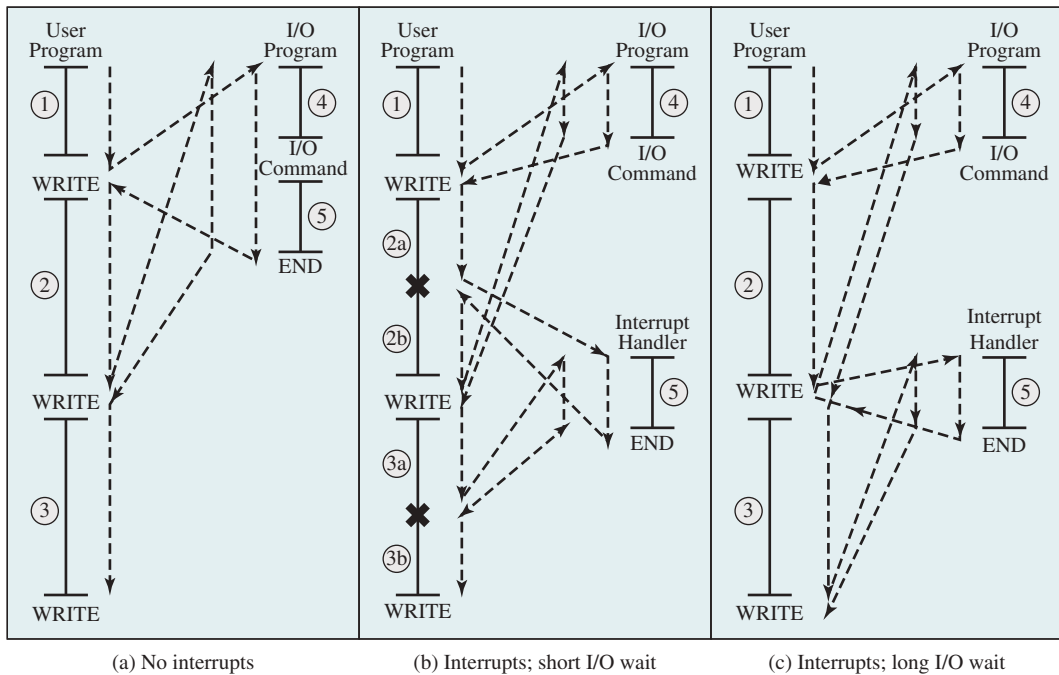 User
Program
I/O
Program
1
4
I/O
Command
WRITE
5
2
END
WRITE
3
WRITE
(a) No interrupts
User
Program
I/O
Program
1
4
I/O
Command
WRITE
2a
2b
Interrupt
Handler
5
WRITE
END
3a
3b
WRITE
(b) Interrupts; short I/O wait
User
Program
I/O
Program
1
4
I/O
Command
WRITE
2
Interrupt
Handler
5
WRITE
END
3
WRITE
(c) Interrupts; long I/O wait